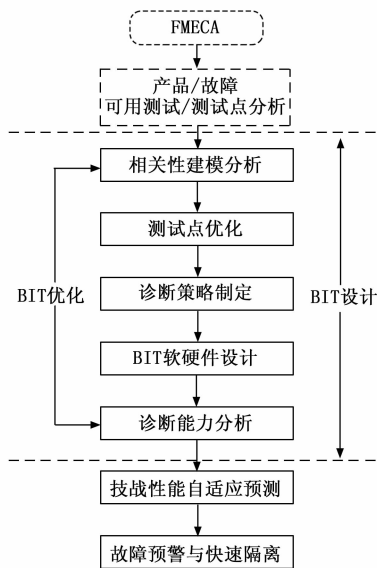 FMECA
产品/故障
可用测试/测试点分析
相关性建模分析
测试点优化
BIT优化
诊断策略制定
BIT设计
BIT软硬件设计
诊断能力分析
技战性能自适应预测
故障预警与快速隔离